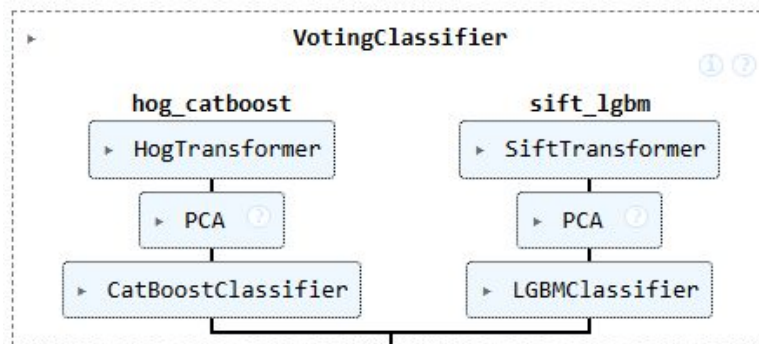 VotingClassifier
i ?
hog_catboost sift_lgbm
HogTransformer SiftTransformer
PCA ? PCA ?
CatBoostClassifier LGBMClassifier